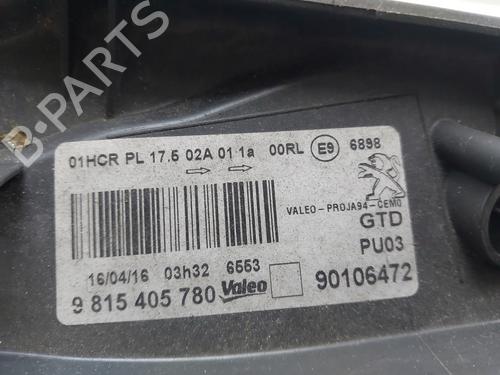 01HCR PL 17.5 02A 01 1a 00RL E9 6898
VALEO-PROJA94-CEM0
GTD
PU03
16/04/16 03h32 6553
9 815 405 780 Valeo 90106472
B-PARTS